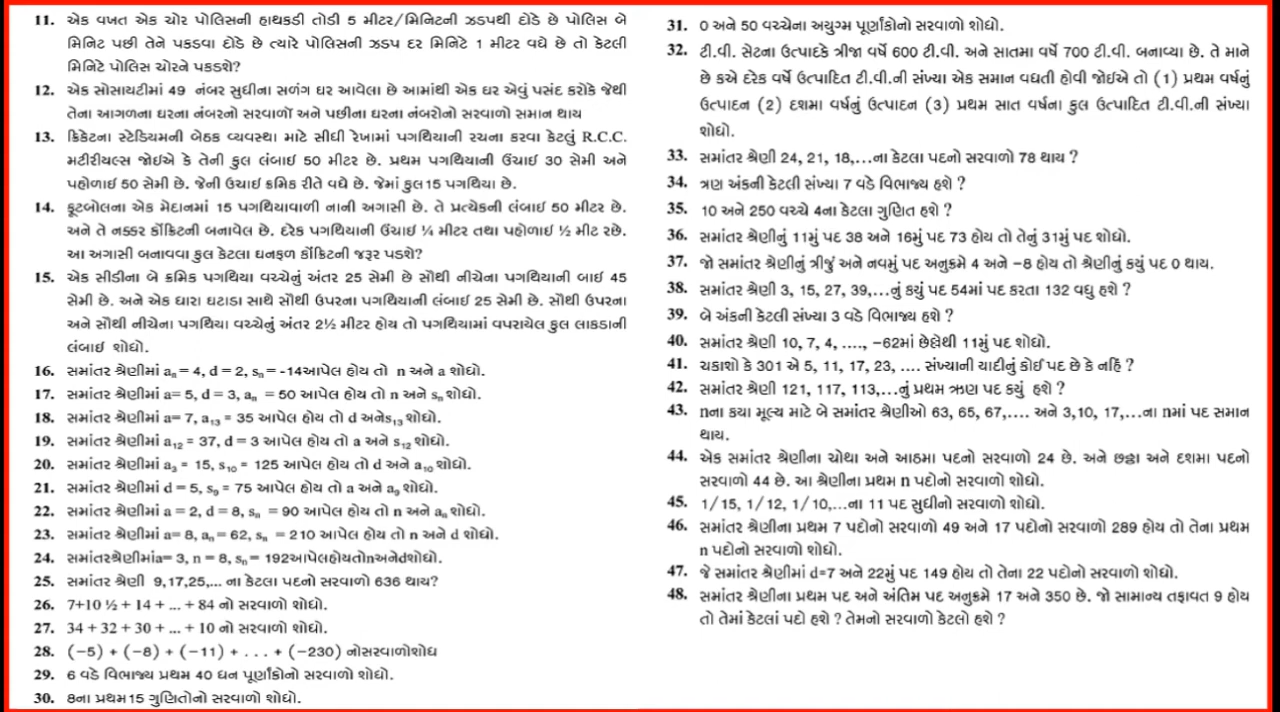 11. એક વખત એક ચોર પોલિસની હાથકડી તોડી 5 મીટર/મિનિટની ઝડપથી દોડે છે પોલિસ બે
મિનિટ પછી તેને પકડવા દોડે છે ત્યારે પોલિસની ઝડપ દર મિનિટે 1 મીટર વધે છે તો કેટલી
મિનિટે પોલિસ ચોરને પકડશે?
12. એક સોસાયટીમાં 49 નંબર સુધીના સળંગ ઘર આવેલા છે આમાંથી એક ઘર એવું પસંદ કરોકે જેથી
તેના આગળના ઘરના નંબરનો સરવાળૉ અને પછીના ઘરના નંબરોનો સરવાળો સમાન થાય
13. ક્રિકેટના સ્ટેડિયમની બેઠક વ્યવસ્થા માટે સીધી રેખામાં પગથિયાની રચના કરવા કેટલું R.C.C.
મટીરીયલ્સ જોઇએ કે તેની કુલ લંબાઇ 50 મીટર છે. પ્રથમ પગથિયાની ઉંચાઇ 30 સેમી અને
પહોળાઇ 50 સેમી છે. જેની ઉંચાઇ ક્રમિક રીતે વધે છે. જેમાં કુલ 15 પગથિયા છે.
14. ફૂટબોલના એક મેદાનમાં 15 પગથિયાવાળી નાની અગાસી છે. તે પ્રત્યેકની લંબાઈ 50 મીટર છે.
અને તે નક્કર કૉંક્રિટની બનાવેલ છે. દરેક પગથિયાની ઉંચાઈ ¼ મીટર તથા પહોળાઈ ½ મીટ રછે.
આ અગાસી બનાવવા કુલ કેટલા ઘનફળ કૉંક્રિટની જરૂર પડશે?
15. એક સીડીના બે ક્રમિક પગથિયા વચ્ચેનું અંતર 25 સેમી છે સૌથી નીચેના પગથિયાની બાઈ 45
સેમી છે. અને એક ધારા ઘટાડા સાથે સૌથી ઉપરના પગથિયાની લંબાઈ 25 સેમી છે. સૌથી ઉપરના
અને સૌથી નીચેના પગથિયા વચ્ચેનું અંતર 2½ મીટર હોય તો પગથિયામાં વપરાયેલ કુલ લાકડાની
લંબાઈ શોધો.
16. સમાંતર શ્રેણીમાં aₙ = 4, d = 2, sₙ = -14આપેલ હોય તો n અને a શોધો.
17. સમાંતર શ્રેણીમાં a= 5, d = 3, aₙ = 50 આપેલ હોય તો n અને sₙ શોધો.
18. સમાંતર શ્રેણીમાં a= 7, a₁₃ = 35 આપેલ હોય તો d અનેs₁₃ શોધો.
19. સમાંતર શ્રેણીમાં a₁₂ = 37, d = 3 આપેલ હોય તો a અને s₁₂ શોધો.
20. સમાંતર શ્રેણીમાં a₃ = 15, s₁₀ = 125 આપેલ હોય તો d અને a₁₀ શોધો.
21. સમાંતર શ્રેણીમાં d = 5, s₉ = 75 આપેલ હોય તો a અને a₉ શોધો.
22. સમાંતર શ્રેણીમાં a = 2, d = 8, sₙ = 90 આપેલ હોય તો n અને aₙ શોધો.
23. સમાંતર શ્રેણીમાં a= 8, aₙ = 62, sₙ = 210 આપેલ હોય તો n અને d શોધો.
24. સમાંતરશ્રેણીમાંa= 3, n = 8, sₙ = 192આપેલહોયતોnઅનેdશોધો.
25. સમાંતર શ્રેણી 9,17,25,... ના કેટલા પદનો સરવાળો 636 થાય?
26. 7+10 ½ + 14 + ... + 84 નો સરવાળો શોધો.
27. 34 + 32 + 30 + ... + 10 નો સરવાળો શોધો.
28. (−5) + (−8) + (−11) + . . . + (−230) નોસરવાળોશોધ
29. 6 વડે વિભાજ્ય પ્રથમ 40 ધન પૂર્ણાંકોનો સરવાળો શોધો.
30. 8ના પ્રથમ 15 ગુણિતોનો સરવાળો શોધો.
31. 0 અને 50 વચ્ચેના અયુગ્મ પૂર્ણાંકોનો સરવાળો શોધો.
32. ટી.વી. સેટના ઉત્પાદકે ત્રીજા વર્ષે 600 ટી.વી. અને સાતમા વર્ષે 700 ટી.વી. બનાવ્યા છે. તે માને
છે કએ દરેક વર્ષે ઉત્પાદિત ટી.વી.ની સંખ્યા એક સમાન વધતી હોવી જોઈએ તો (1) પ્રથમ વર્ષનું
ઉત્પાદન (2) દશમા વર્ષનું ઉત્પાદન (3) પ્રથમ સાત વર્ષના કુલ ઉત્પાદિત ટી.વી.ની સંખ્યા
શોધો.
33. સમાંતર શ્રેણી 24, 21, 18,...ના કેટલા પદનો સરવાળો 78 થાય ?
34. ત્રણ અંકની કેટલી સંખ્યા 7 વડે વિભાજ્ય હશે ?
35. 10 અને 250 વચ્ચે 4ના કેટલા ગુણિત હશે ?
36. સમાંતર શ્રેણીનું 11મું પદ 38 અને 16મું પદ 73 હોય તો તેનું 31મું પદ શોધો.
37. જો સમાંતર શ્રેણીનું ત્રીજું અને નવમું પદ અનુક્રમે 4 અને −8 હોય તો શ્રેણીનું કયું પદ 0 થાય.
38. સમાંતર શ્રેણી 3, 15, 27, 39,...નું કયું પદ 54માં પદ કરતા 132 વધુ હશે ?
39. બે અંકની કેટલી સંખ્યા 3 વડે વિભાજ્ય હશે ?
40. સમાંતર શ્રેણી 10, 7, 4, ...., −62માં છેલ્લેથી 11મું પદ શોધો.
41. ચકાશો કે 301 એ 5, 11, 17, 23, .... સંખ્યાની યાદીનું કોઈ પદ છે કે નહિં ?
42. સમાંતર શ્રેણી 121, 117, 113,...નું પ્રથમ ઋણ પદ કયું હશે ?
43. nના કયા મૂલ્ય માટે બે સમાંતર શ્રેણીઓ 63, 65, 67,.... અને 3,10, 17,...ના nમાં પદ સમાન
થાય.
44. એક સમાંતર શ્રેણીના ચોથા અને આઠમા પદનો સરવાળો 24 છે. અને છઠ્ઠા અને દશમા પદનો
સરવાળો 44 છે. આ શ્રેણીના પ્રથમ n પદોનો સરવાળો શોધો.
45. 1/15, 1/12, 1/10,...ના 11 પદ સુધીનો સરવાળો શોધો.
46. સમાંતર શ્રેણીના પ્રથમ 7 પદોનો સરવાળો 49 અને 17 પદોનો સરવાળો 289 હોય તો તેના પ્રથમ
n પદોનો સરવાળો શોધો.
47. જે સમાંતર શ્રેણીમાં d=7 અને 22મું પદ 149 હોય તો તેના 22 પદોનો સરવાળો શોધો.
48. સમાંતર શ્રેણીના પ્રથમ પદ અને અંતિમ પદ અનુક્રમે 17 અને 350 છે. જો સામાન્ય તફાવત 9 હોય
તો તેમાં કેટલાં પદો હશે ? તેમનો સરવાળો કેટલો હશે ?